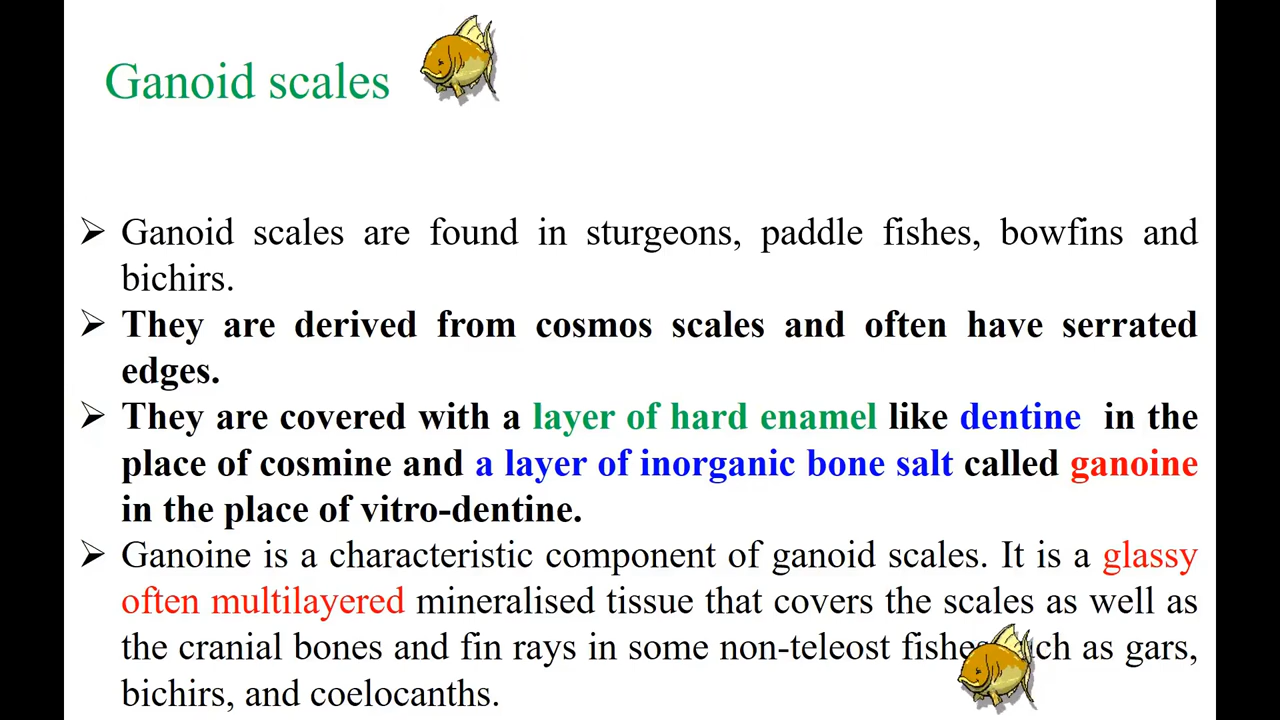 Ganoid scales
Ganoid scales are found in sturgeons, paddle fishes, bowfins and
bichirs.
They are derived from cosmos scales and often have serrated
edges.
They are covered with a layer of hard enamel like dentine in the
place of cosmine and a layer of inorganic bone salt called ganoine
in the place of vitro-dentine.
Ganoine is a characteristic component of ganoid scales. It is a glassy
often multilayered mineralised tissue that covers the scales as well as
the cranial bones and fin rays in some non-teleost as gars,
bichirs, and coelocanths.